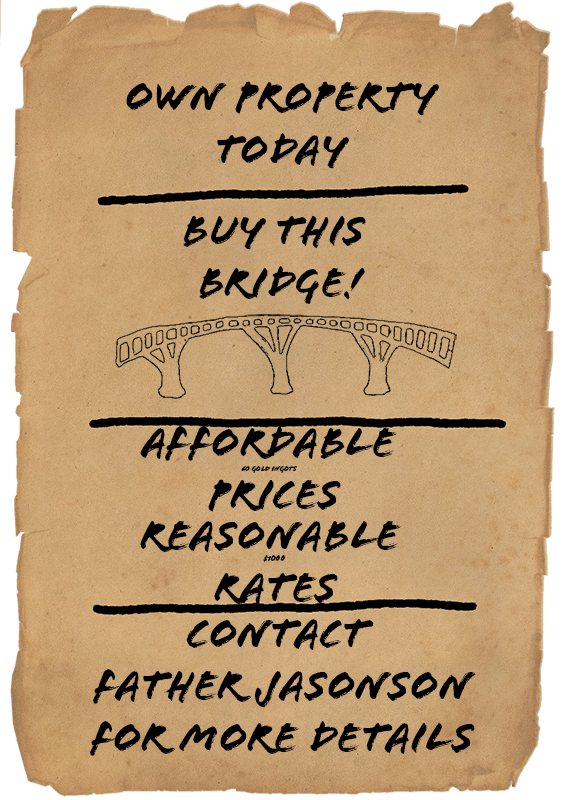 OWN PROPERTY
TODAY
BUY THIS
BRIDGE!
AFFORDABLE
60 GOLD INGOTS
PRICES
REASONABLE
$7000
RATES
CONTACT
FATHER JASONSON
FOR MORE DETAILS